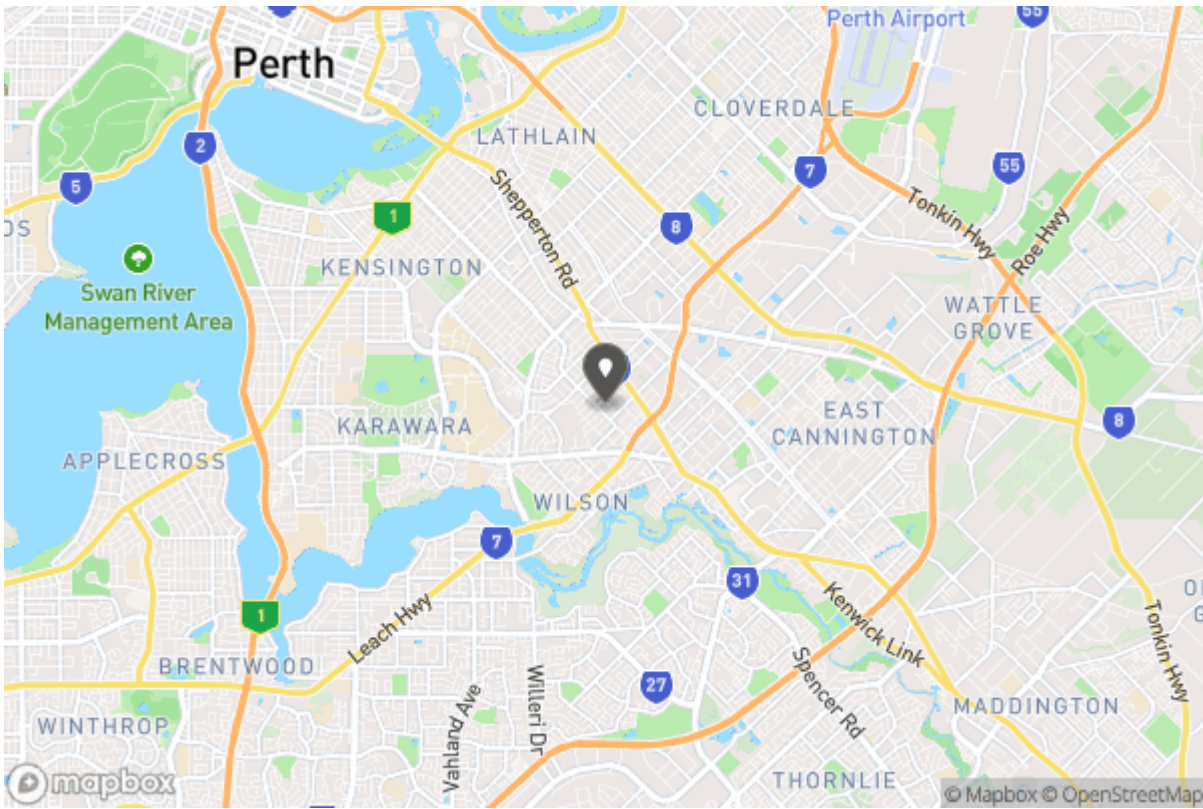 Perth
Perth Airport
55
CLOVERDALE
LATHLAIN
2
7
55
5
Shepperton Rd
Tonkin Hwy
1
8
Roe Hwy
KENSINGTON
Swan River
Management Area
WATTLE
GROVE
KARAWARA
EAST
CANNINGTON
8
APPLECROSS
WILSON
7
31
Kenwick Link
1
Leach Hwy
Tonkin Hwy
BRENTWOOD
Willeri Dr
Spencer Rd
27
Vahland Ave
MADDINGTON
WINTHROP
THORNLIE
mapbox
© Mapbox © OpenStreetMap